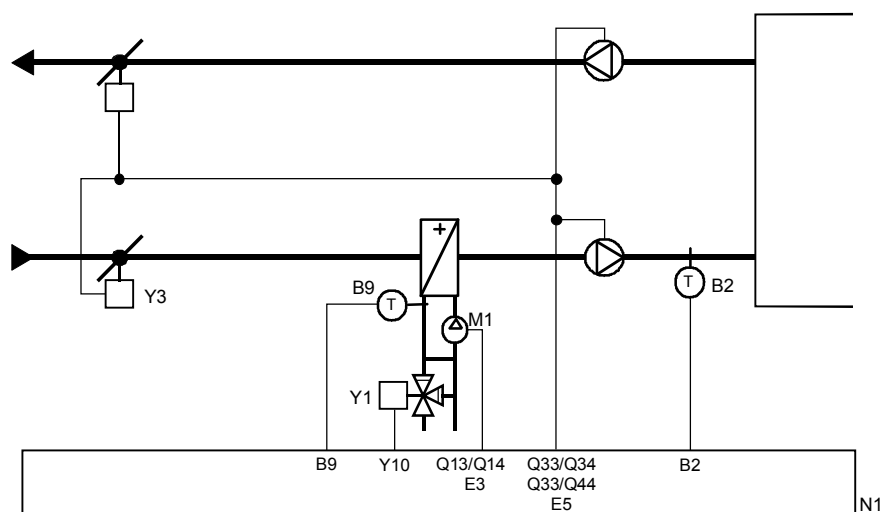 Y3
+
B9
T
B2
T
M1
Y1
B9 Y10 Q13/Q14 Q33/Q34 B2
E3 Q33/Q44
E5
N1